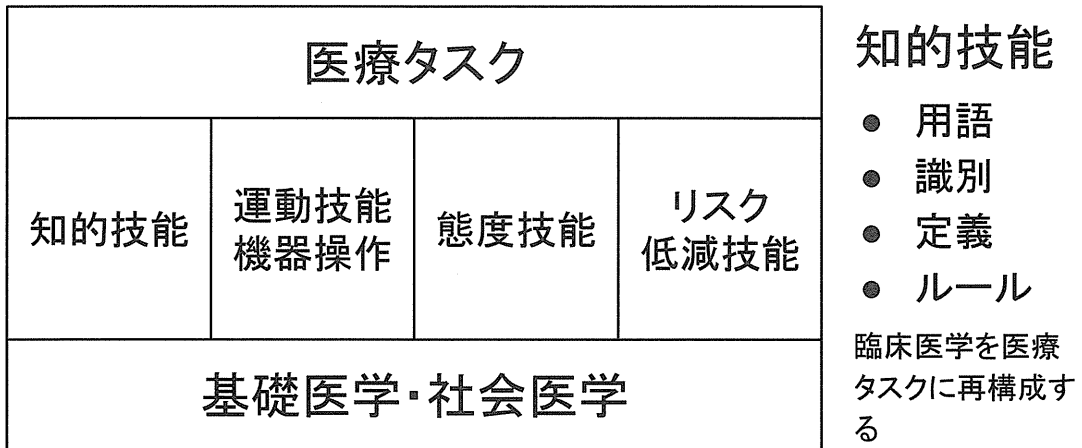 医療タスク
知的技能
運動技能
機器操作
態度技能
リスク
低減技能
基礎医学・社会医学
知的技能
● 用語
● 識別
● 定義
● ルール
臨床医学を医療
タスクに再構成す
る